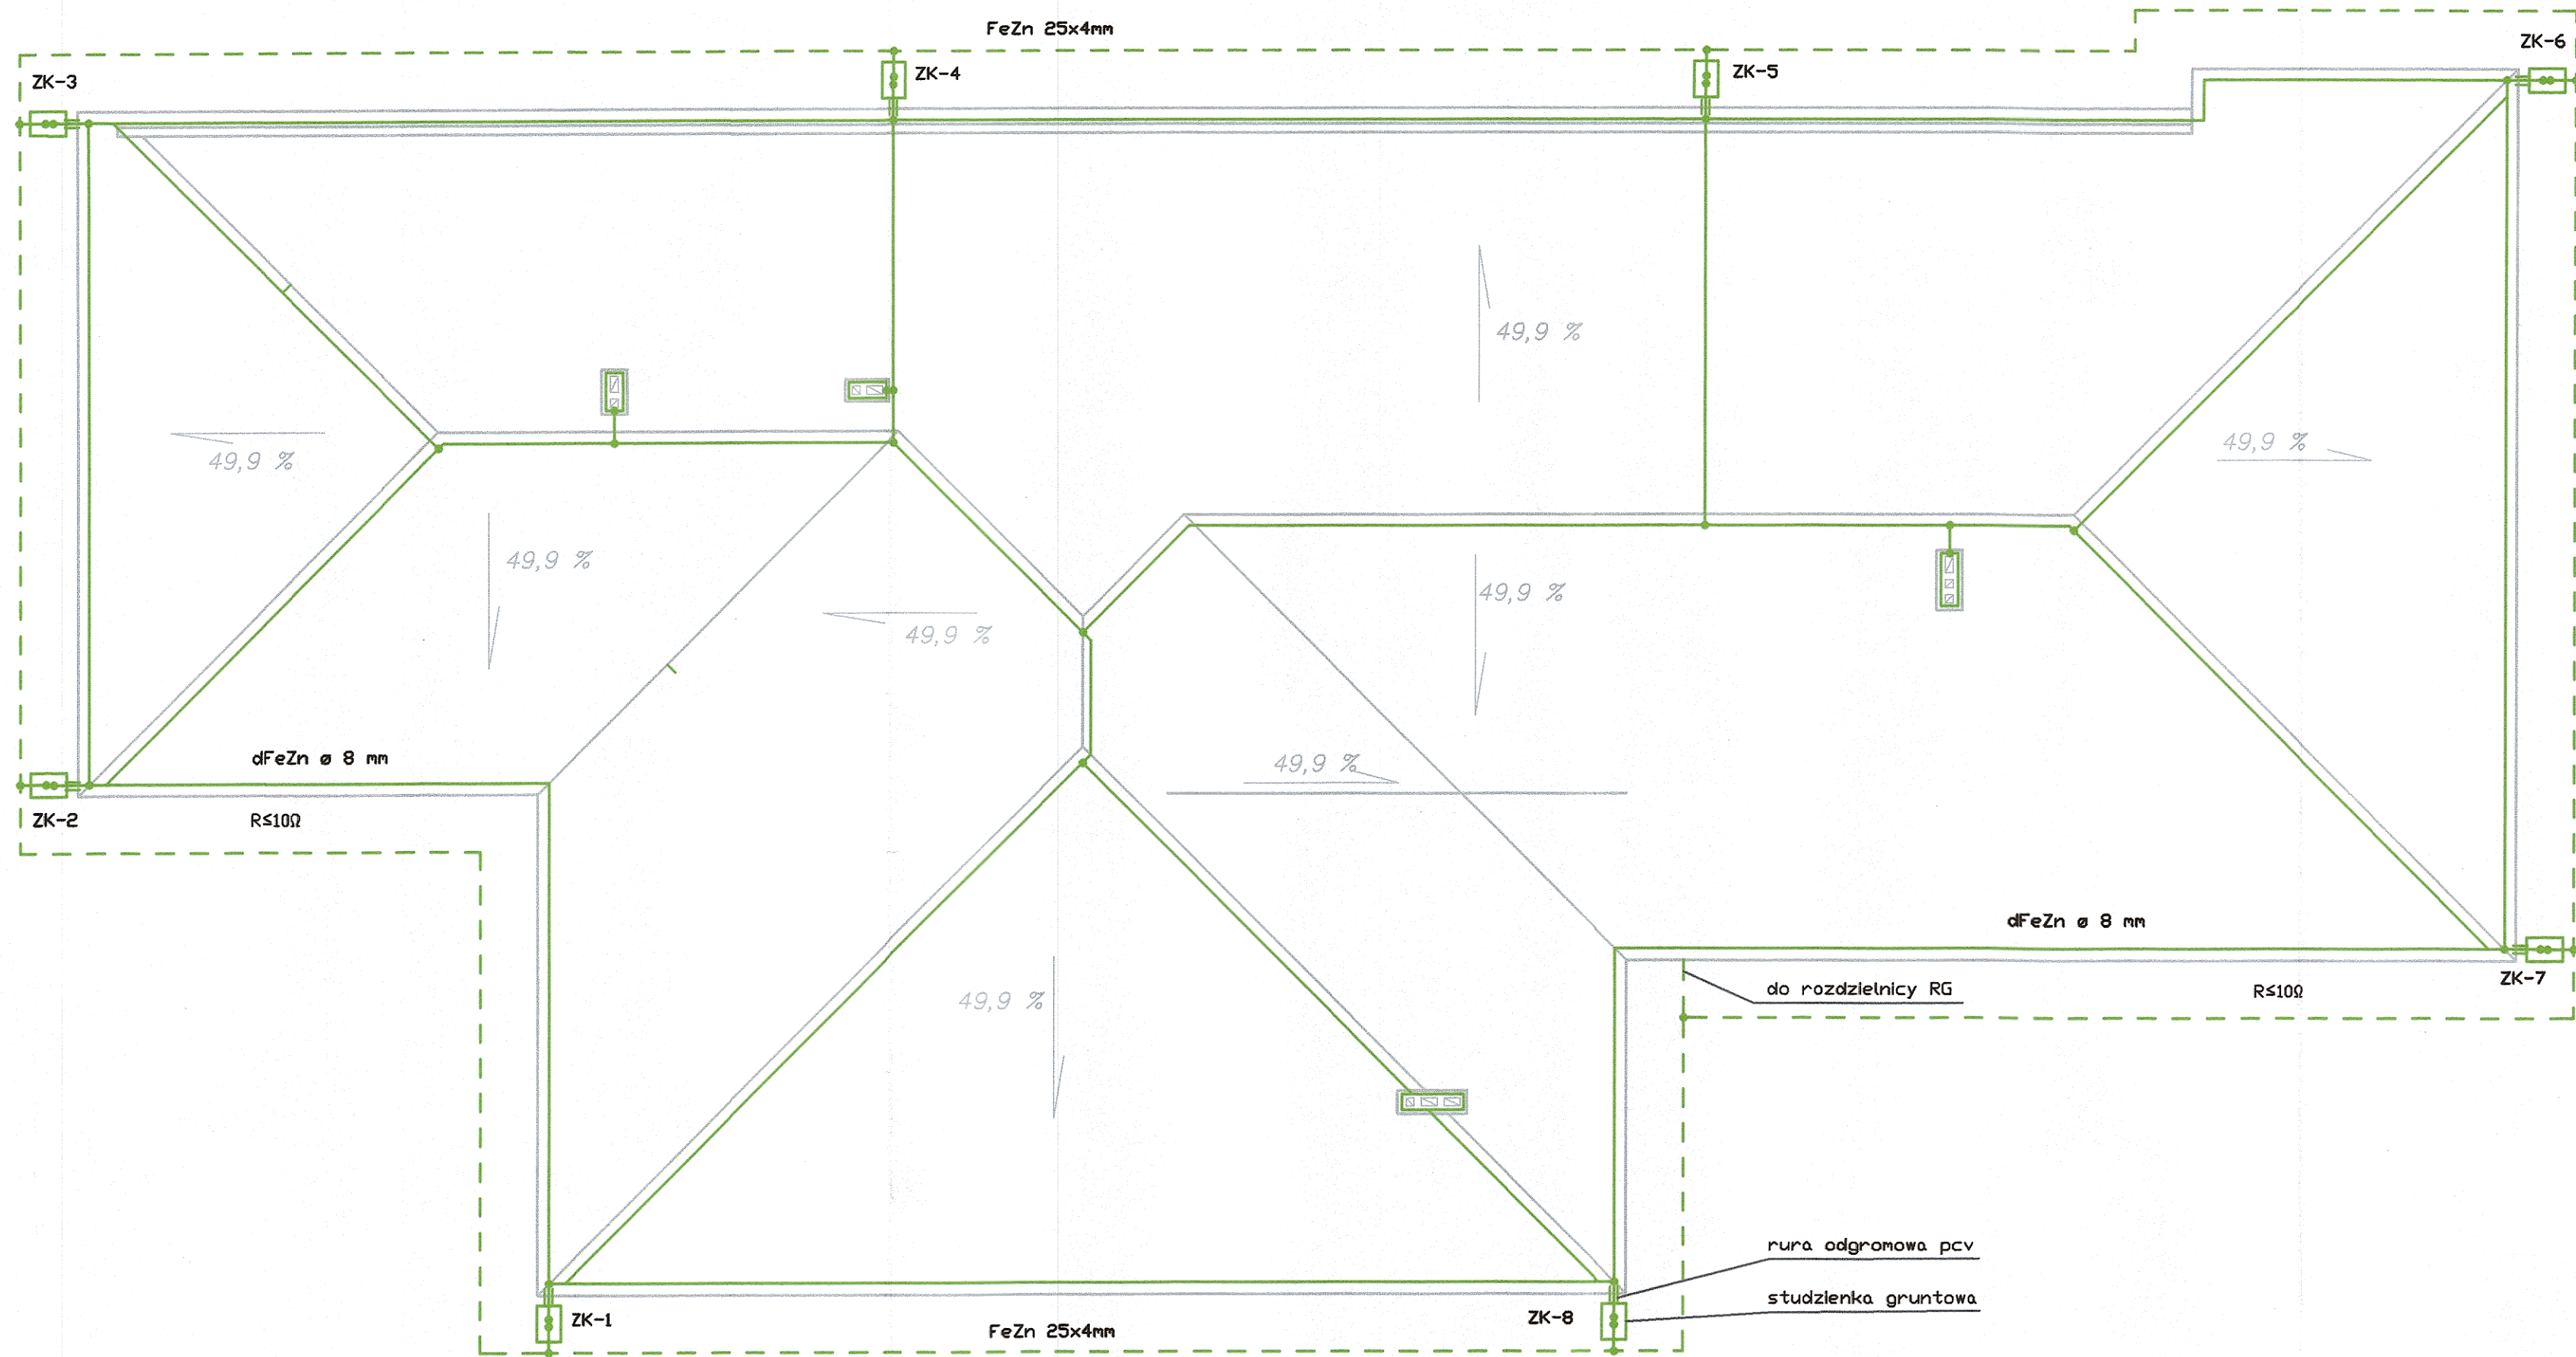 FeZn 25x4mm
ZK-3
ZK-4
ZK-5
ZK-6
49,9 %
49,9 %
49,9 %
49,9 %
49,9 %
49,9 %
dFeZn ø 8 mm
49,9 %
ZK-2
R≤10Ω
dFeZn ø 8 mm
ZK-7
do rozdzielnicy RG
R≤10Ω
49,9 %
rura odgromowa pcv
studzienka gruntowa
ZK-1
ZK-8
FeZn 25x4mm